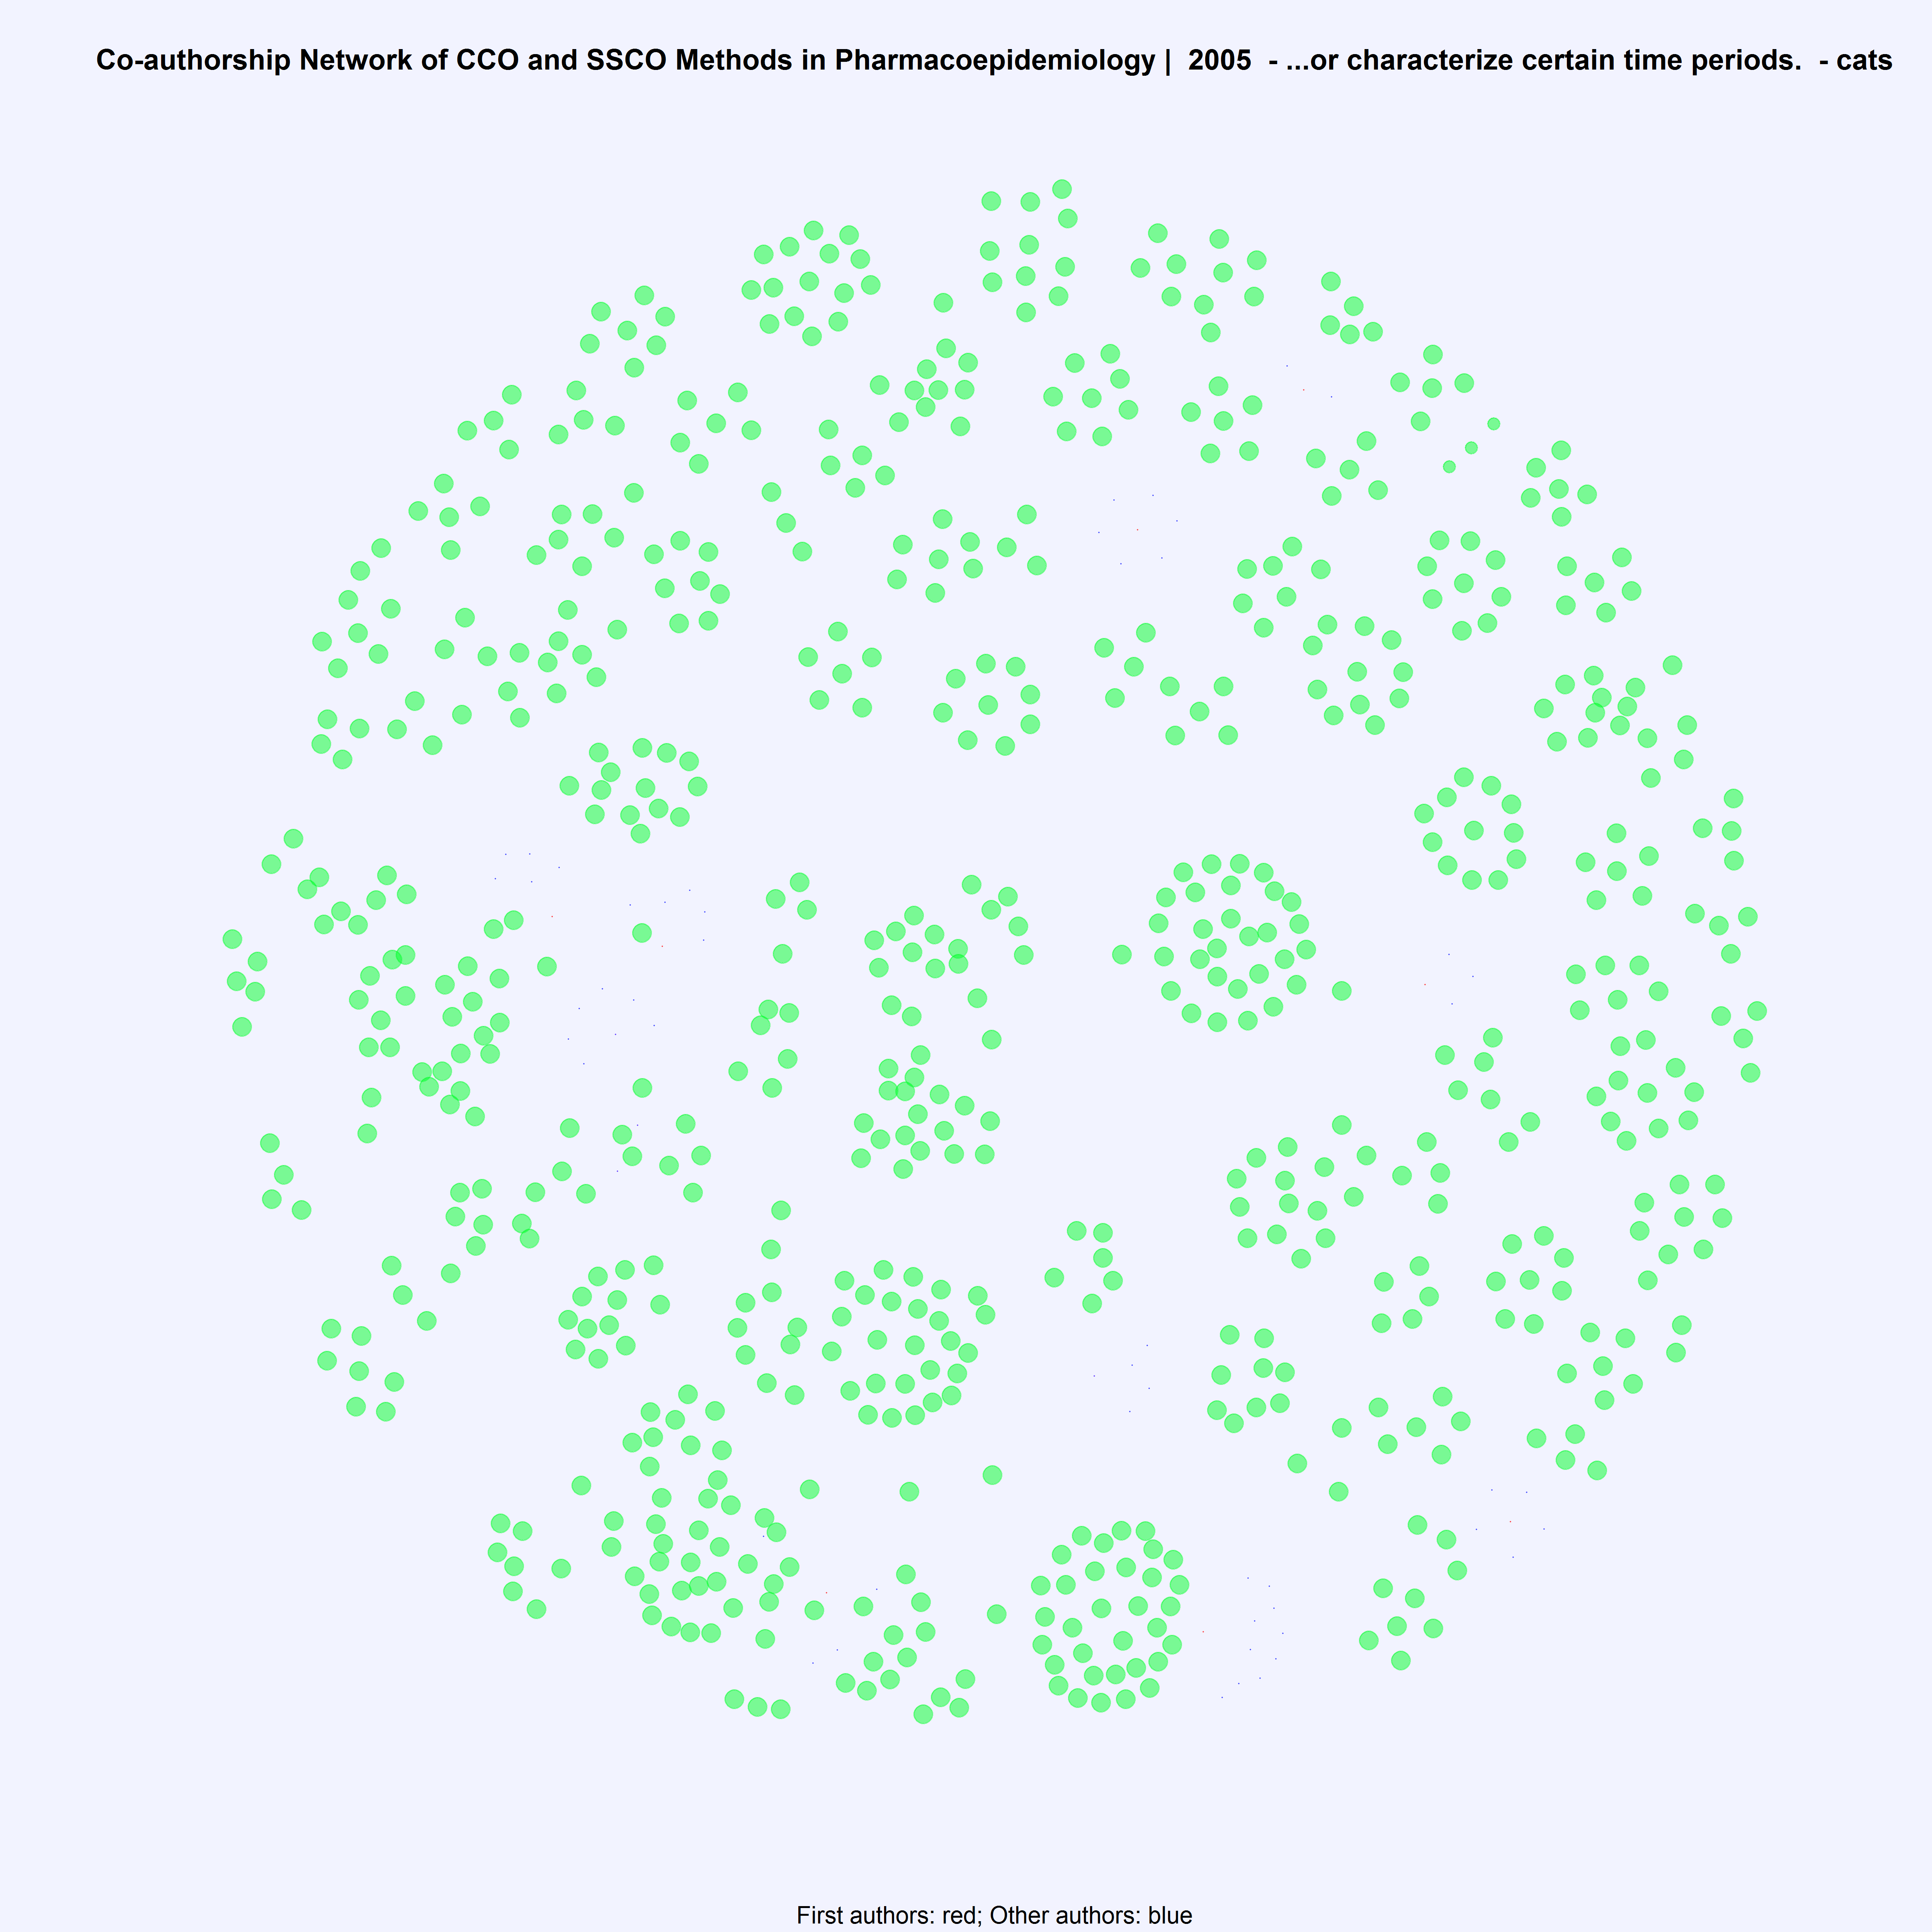 Co-authorship Network of CCO and SSCO Methods in Pharmacoepidemiology | 2005 - ...or characterize certain time periods. - cats
First authors: red; Other authors: blue